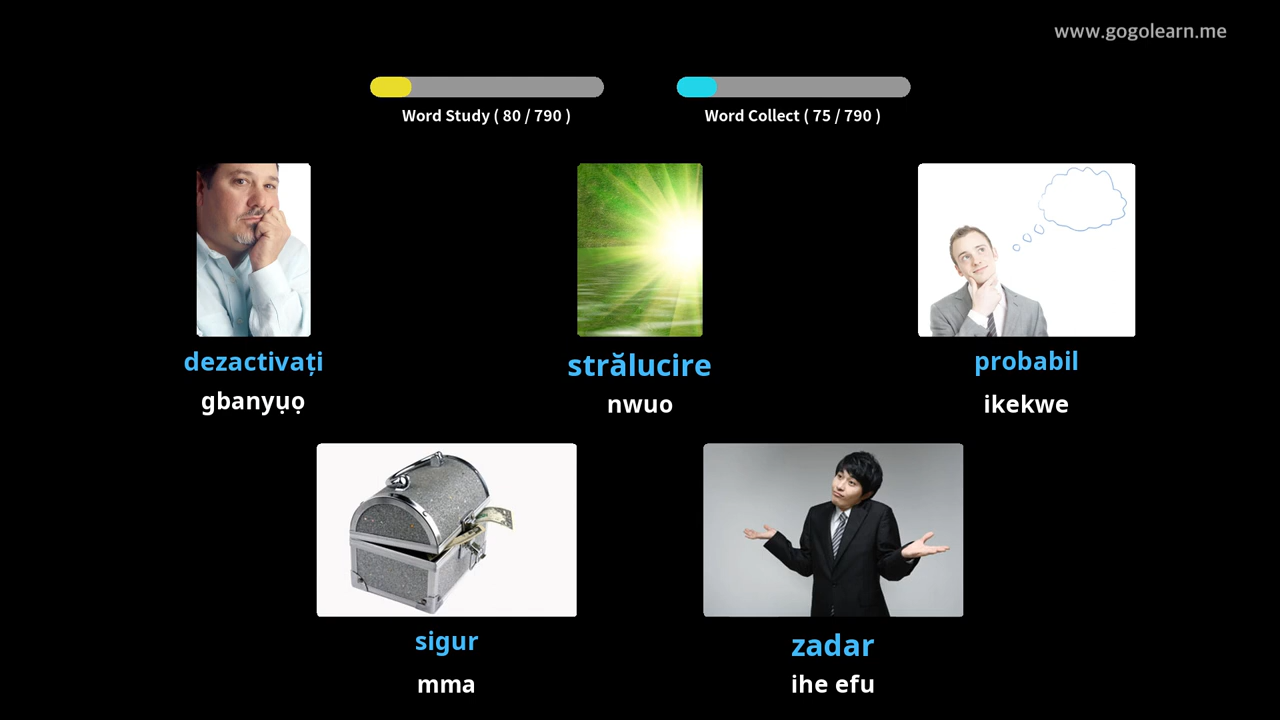 www.gogolearn.me
Word Study ( 80 / 790 )
Word Collect ( 75 / 790 )
dezactivați
strălucire
probabil
gbanyụọ
nwuo
ikekwe
sigur
zadar
mma
ihe efu